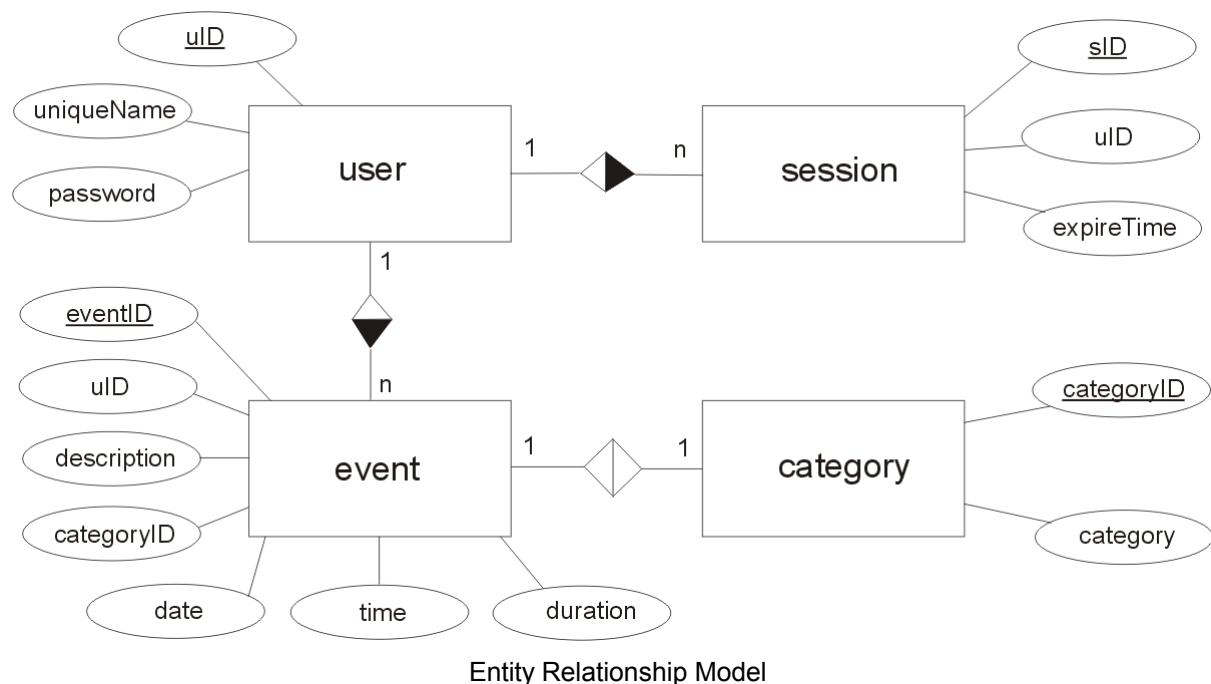 uID
uniqueName
password
user
1
n
session
sID
uID
expireTime
1
n
eventID
uID
description
categoryID
date
time
duration
event
1
1
category
categoryID
category
Entity Relationship Model